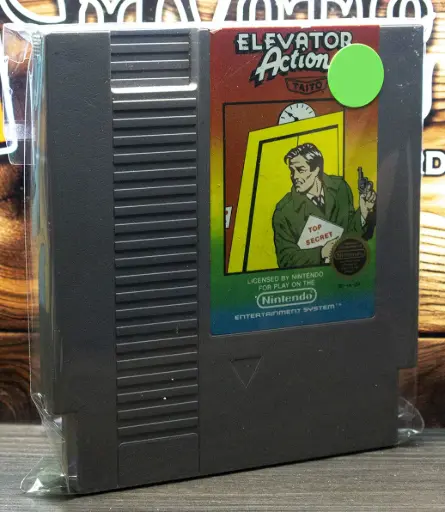 ELEVATOR
Action
TAITO
TOP
SECRET
LICENSED BY NINTENDO
FOR PLAY ON THE
Nintendo
ENTERTAINMENT SYSTEM™